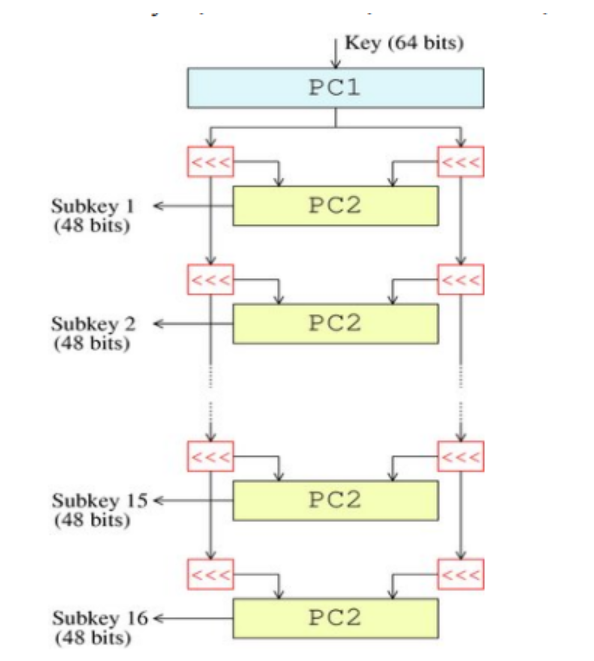 Key (64 bits)
PC1
<<< <<<
PC2
Subkey 1
(48 bits)
<<< <<<
PC2
Subkey 2
(48 bits)
<<< <<<
PC2
Subkey 15
(48 bits)
<<< <<<
PC2
Subkey 16
(48 bits)